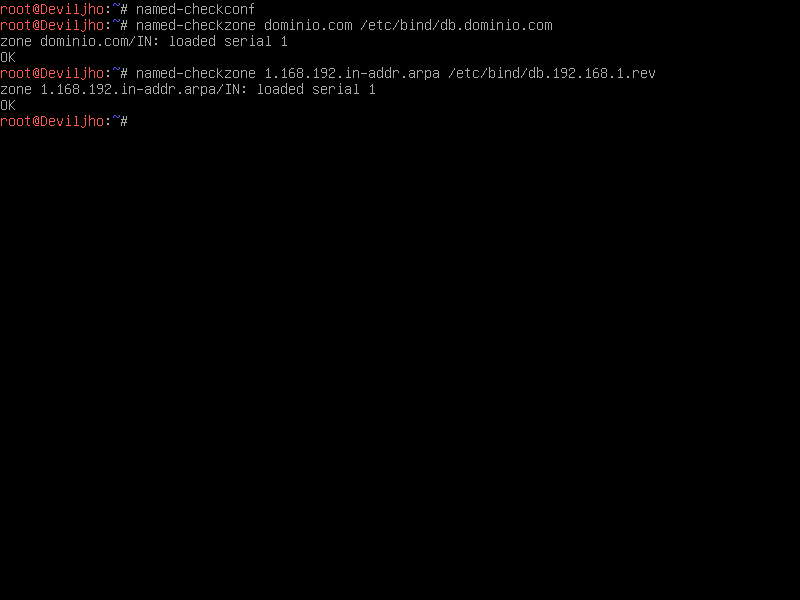 root@Deviljho:~# named-checkconf
root@Deviljho:~# named-checkzone dominio.com /etc/bind/db.dominio.com
zone dominio.com/IN: loaded serial 1
OK
root@Deviljho:~# named-checkzone 1.168.192.in-addr.arpa /etc/bind/db.192.168.1.rev
zone 1.168.192.in-addr.arpa/IN: loaded serial 1
OK
root@Deviljho:~#